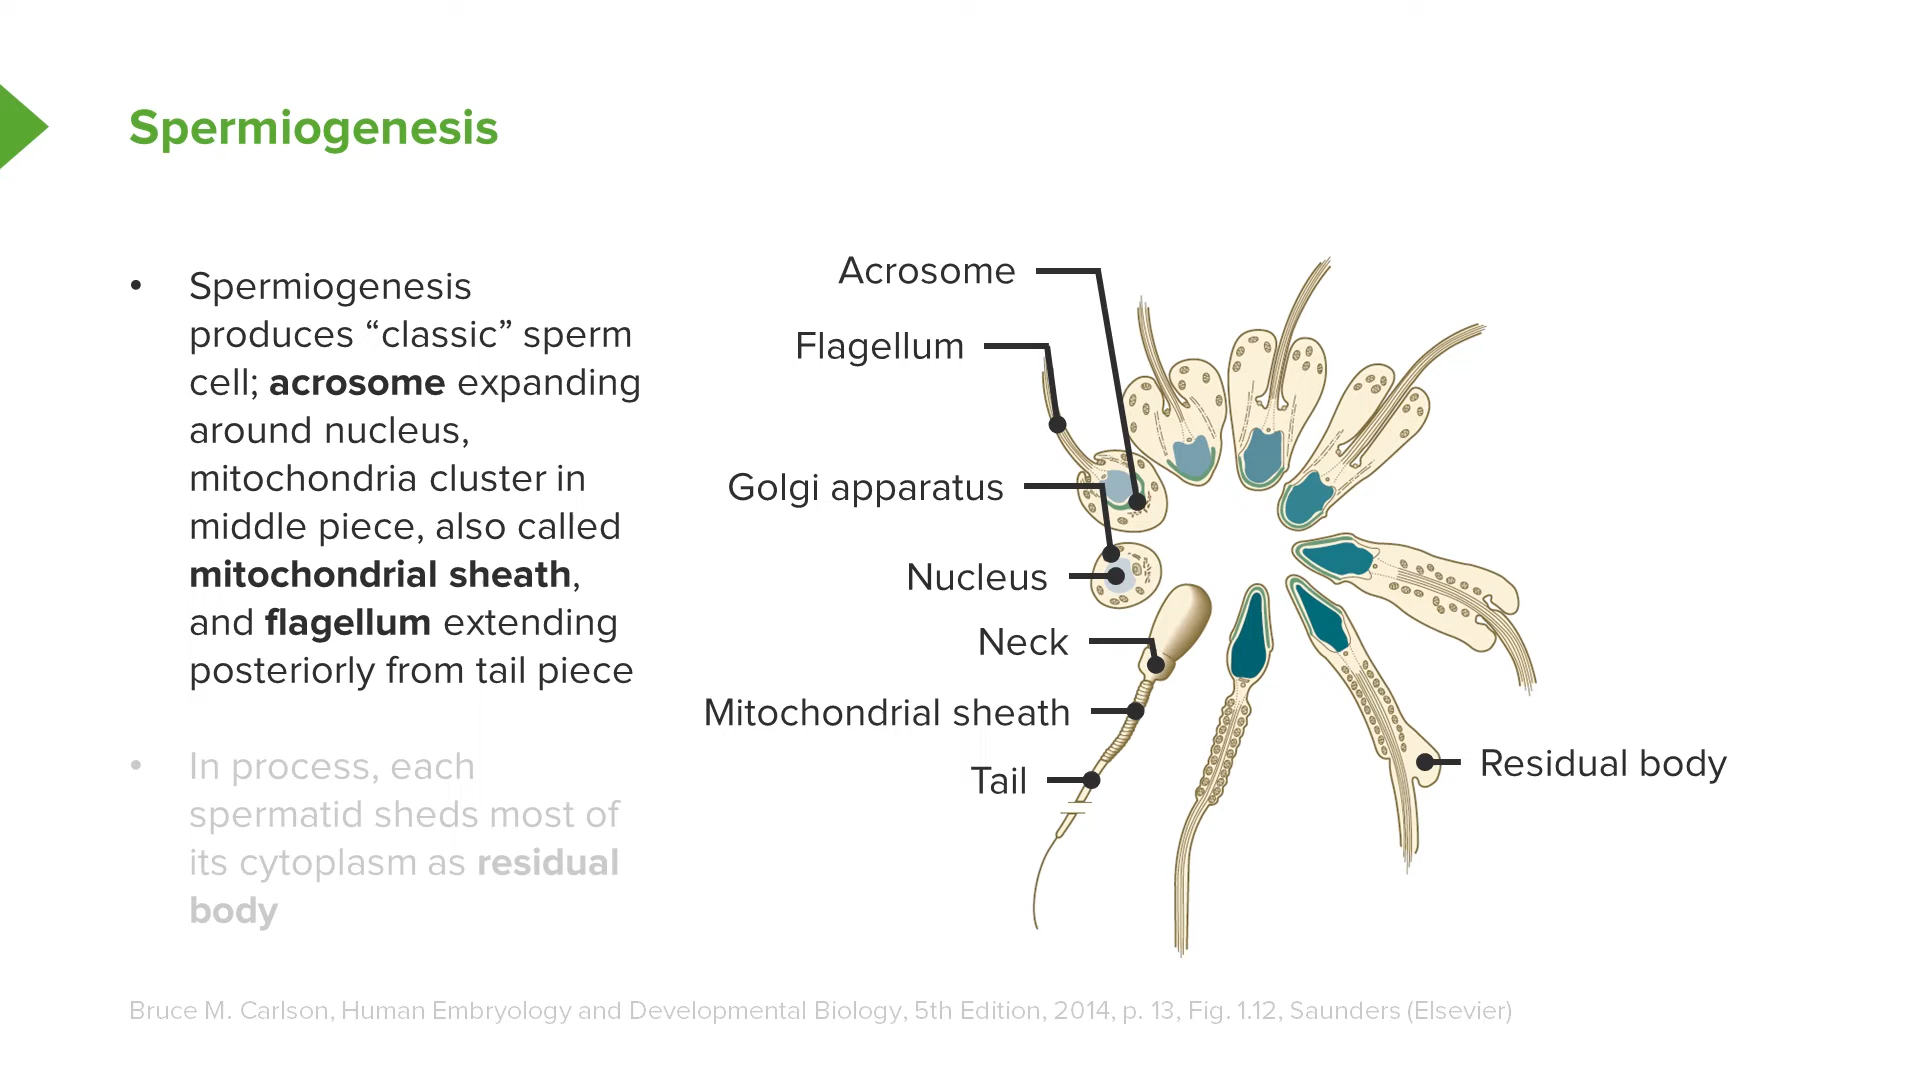 Spermiogenesis
• Spermiogenesis
produces “classic” sperm
cell; acrosome expanding
around nucleus,
mitochondria cluster in
middle piece, also called
mitochondrial sheath,
and flagellum extending
posteriorly from tail piece
• In process, each
spermatid sheds most of
its cytoplasm as residual
body
Acrosome
Flagellum
Golgi apparatus
Nucleus
Neck
Mitochondrial sheath
Tail
Residual body
Bruce M. Carlson, Human Embryology and Developmental Biology, 5th Edition, 2014, p. 13, Fig. 1.12, Saunders (Elsevier)